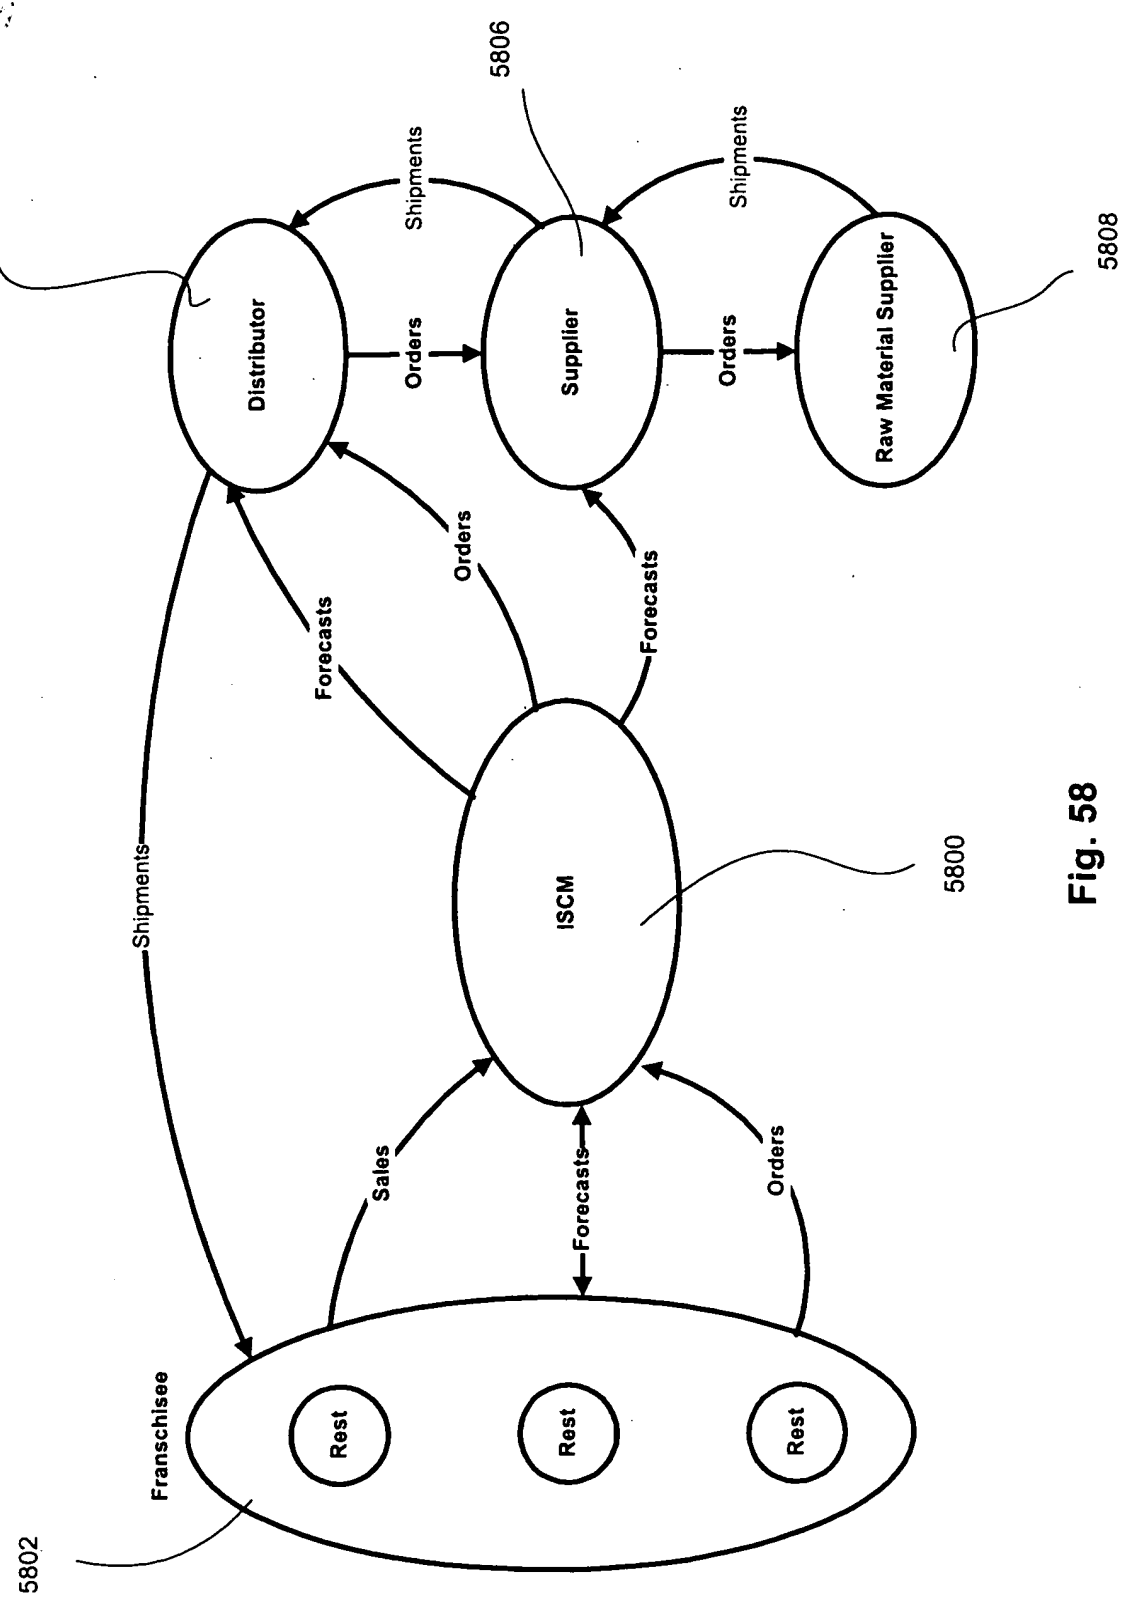 5802
Shipments
Franschisee
Distributor
Forecasts
Rest
Sales
Orders
Shipments
Orders
5806
Rest
Forecasts
ISCM
Supplier
Forecasts
Orders
Shipments
Orders
Rest
Raw Material Supplier
5800
5808
Fig. 58